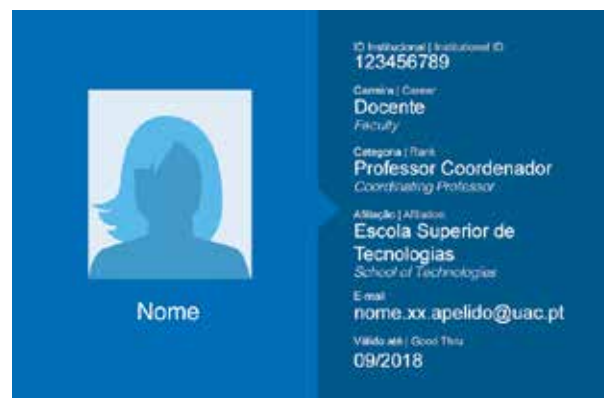 Nome
ID Institucional | Institutional ID
123456789
Carreira | Career
Docente
Faculty
Categoria | Rank
Professor Coordenador
Coordinating Professor
Afiliação | Afiliation
Escola Superior de
Tecnologias
School of Technologies
E-mail
nome.xx.apelido@uac.pt
Válido até | Good Thru
09/2018